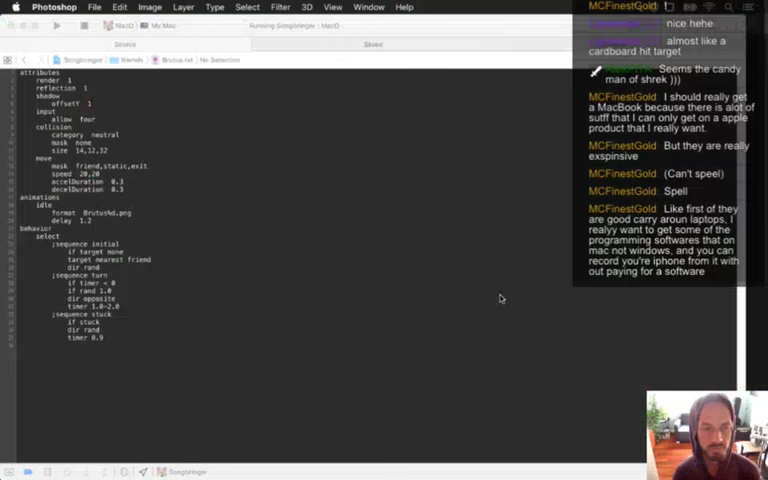 Photoshop File Edit Image Layer Type Select Filter 3D View Window Help
MacD My Mac Running Songbringer MacD
Strolra Saves
Songbringer friends Brutus.txt No Selection
attributes
render 1
reflection 1
shadow
offsetY 1
input
allow four
collision
category neutral
mask none
size 14,12,32
move
mask friend,static,exit
speed 20,20
accelDuration 0.3
decelDuration 0.3
animations
idle
format Brutus%d.png
delay 1.2
behavior
select
;sequence initial
if target none
target nearest friend
dir rand
;sequence turn
if timer < 0
if rand 1.0
dir opposite
timer 1.0~2.0
;sequence stuck
if stuck
dir rand
timer 0.9
Songbringer
MCFinestGold !
nice hehe
almost like a
cardboard hit target
Seems the candy
man of shrek )))
MCFinestGold I should really get
a MacBook because there is alot of
sutff that I can only get on a apple
product that I really want.
MCFinestGold But they are really
exspinsive
MCFinestGold (Can't speel)
MCFinestGold Spell
MCFinestGold Like first of they
are good carry aroun laptops, I
realyy want to get some of the
programming softwares that on
mac not windows, and you can
record you're iphone from it with
out paying for a software